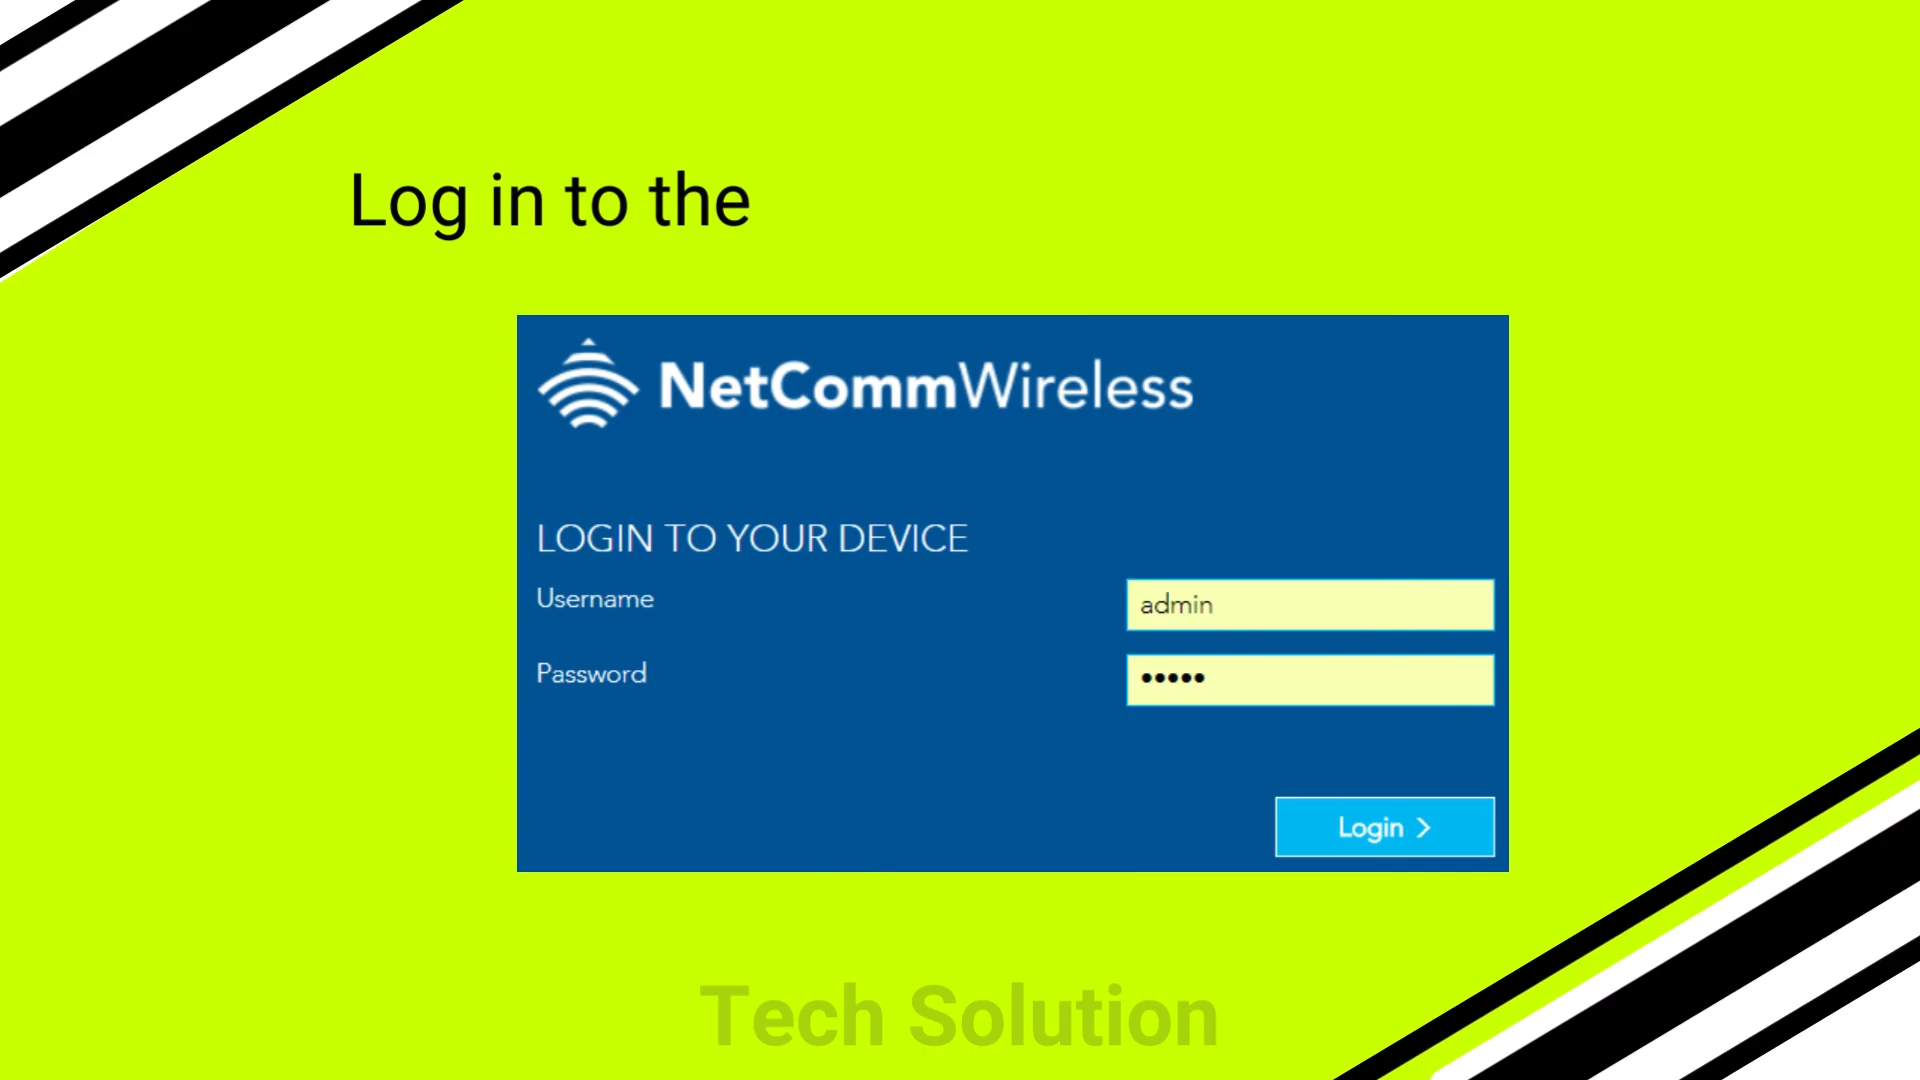 Log in to the
NetCommWireless
LOGIN TO YOUR DEVICE
Username
admin
Password
•••••
Login >
Tech Solution